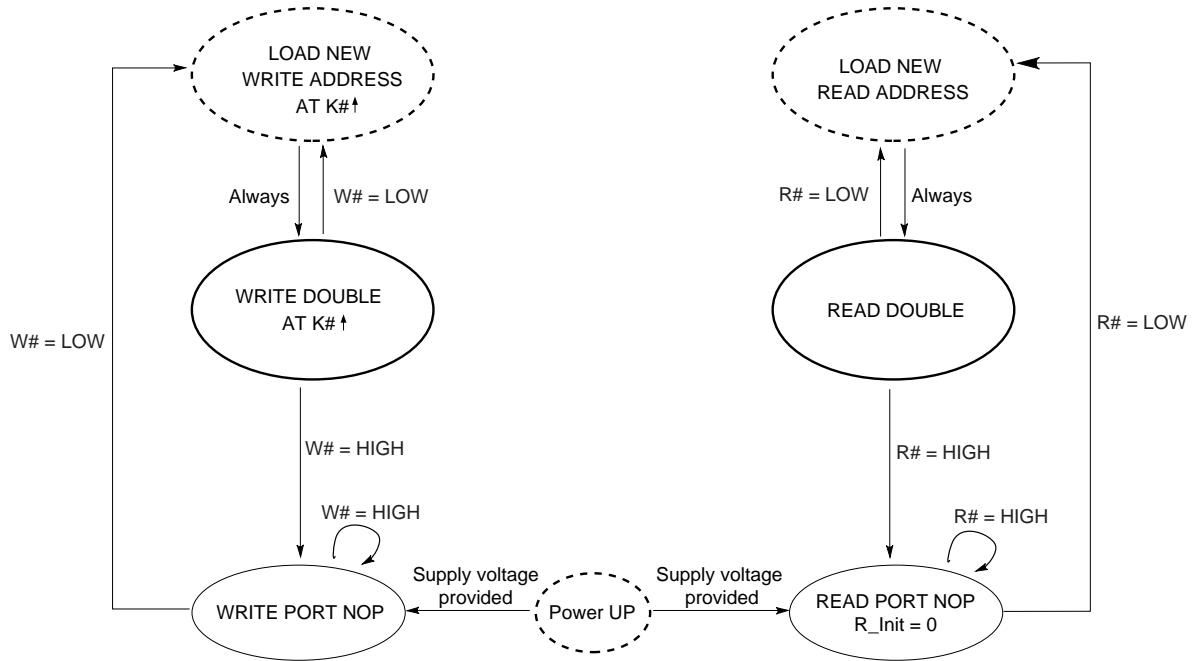 LOAD NEW
WRITE ADDRESS
AT K#↑
LOAD NEW
READ ADDRESS
Always
W# = LOW
R# = LOW
Always
WRITE DOUBLE
AT K#↑
READ DOUBLE
W# = LOW
R# = LOW
W# = HIGH
R# = HIGH
W# = HIGH
R# = HIGH
WRITE PORT NOP
Supply voltage
provided
Power UP
Supply voltage
provided
READ PORT NOP
R_Init = 0